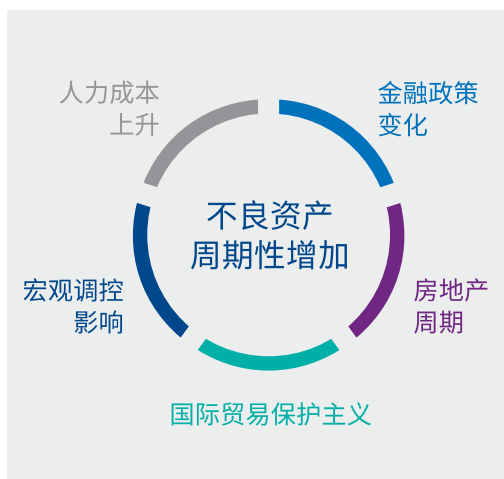 人力成本
上升
金融政策
变化
不良资产
周期性增加
宏观调控
影响
房地产
周期
国际贸易保护主义